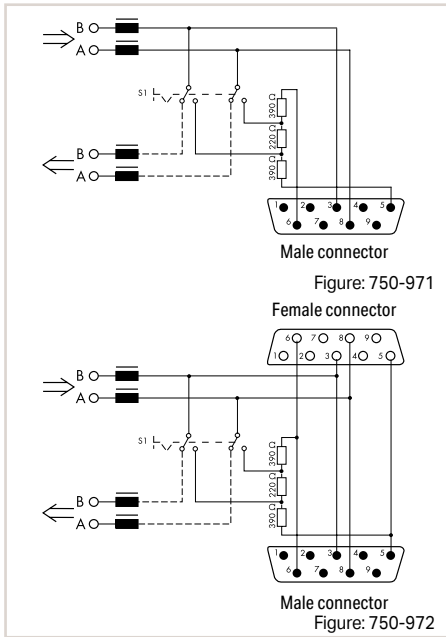 B
A
S1
390 Ω
220 Ω
390 Ω
B
A
1 2 3 4 5
6 7 8 9
Male connector
Figure: 750-971
Female connector
6 7 8 9
1 2 3 4 5
B
A
S1
390 Ω
220 Ω
390 Ω
B
A
1 2 3 4 5
6 7 8 9
Male connector
Figure: 750-972